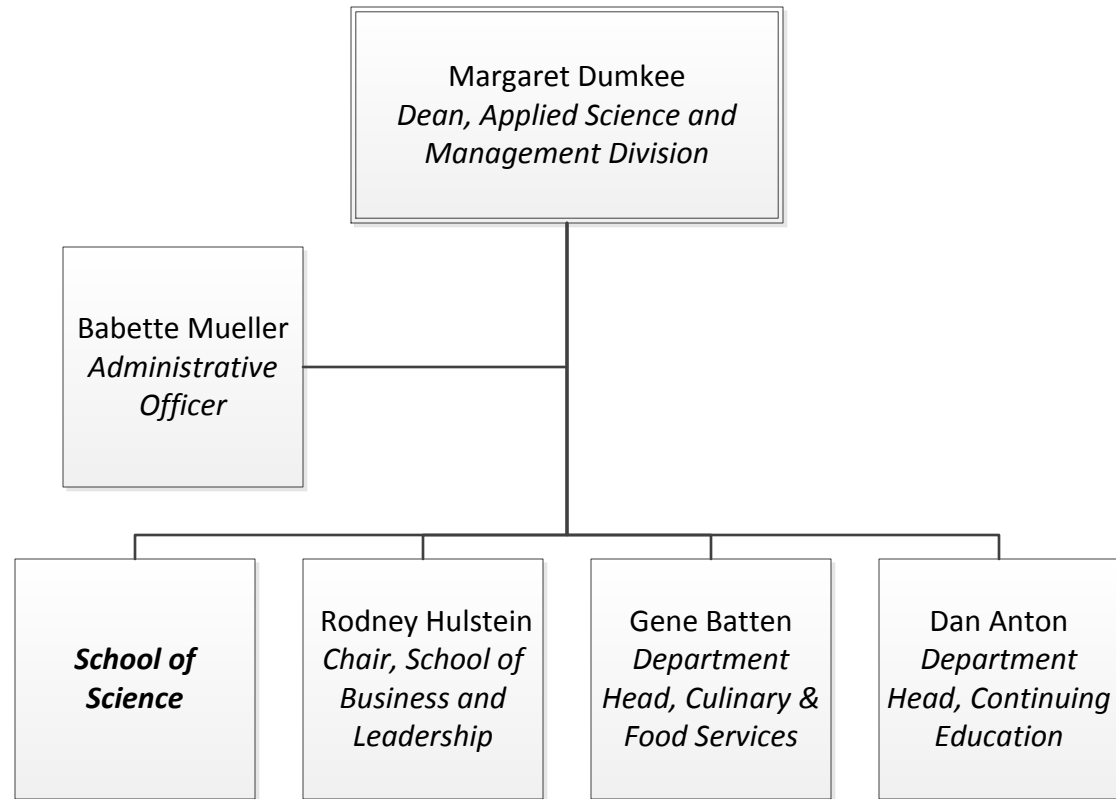 Margaret Dumkee
Dean, Applied Science and
Management Division
Babette Mueller
Administrative
Officer
School of
Science
Rodney Hulstein
Chair, School of
Business and
Leadership
Gene Batten
Department
Head, Culinary &
Food Services
Dan Anton
Department
Head, Continuing
Education